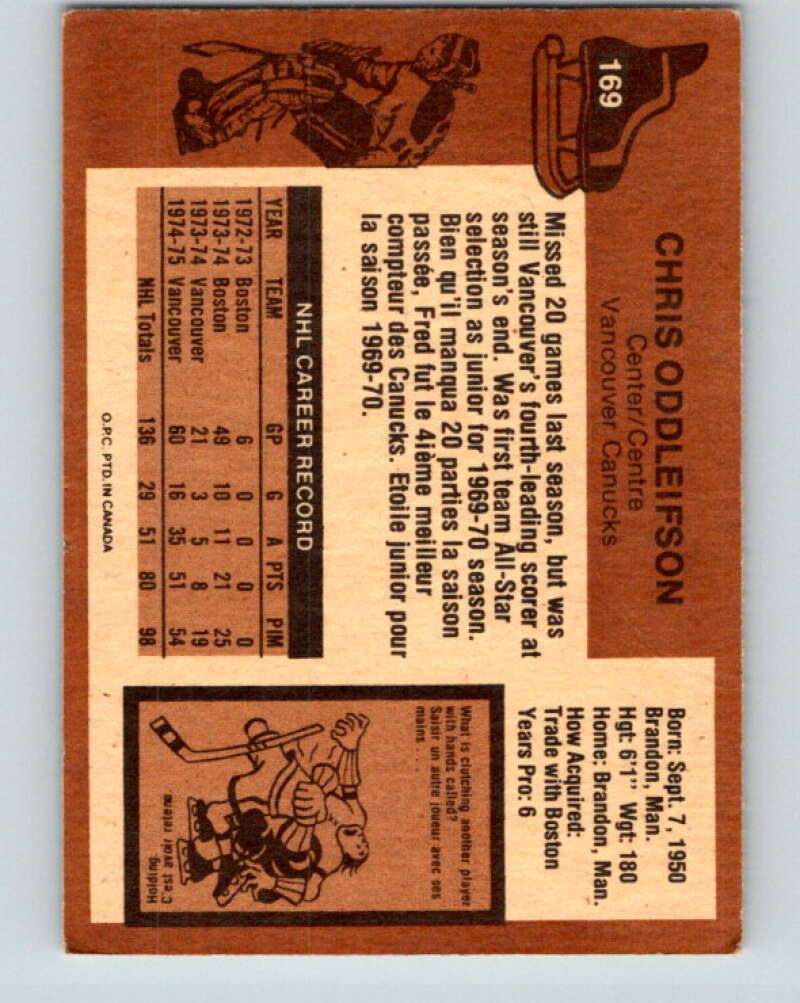 169
CHRIS ODDLEIFSON
Center/Centre
Vancouver Canucks
Born: Sept. 7, 1950
Brandon, Man.
Hgt: 6'1" Wgt: 180
Home: Brandon, Man.
How Acquired:
Trade with Boston
Years Pro: 6
Missed 20 games last season, but was
still Vancouver's fourth-leading scorer at
season's end. Was first team All-Star
selection as junior for 1969-70 season.
Bien qu'il manqua 20 parties la saison
passée, Fred fut le 4ième meilleur
compteur des Canucks. Etoile junior pour
la saison 1969-70.
NHL CAREER RECORD
YEAR TEAM GP G A PTS PIM
1972-73 Boston 6 0 0 0 0
1973-74 Boston 49 10 11 21 25
1973-74 Vancouver 21 3 5 8 19
1974-75 Vancouver 60 16 35 51 54
NHL Totals 136 29 51 80 98
O.P.C. PTD. IN CANADA
What is clutching another player
with hands called?
Saisir un autre joueur avec ses
mains . . .
Holding.
C'est avoir retenu.